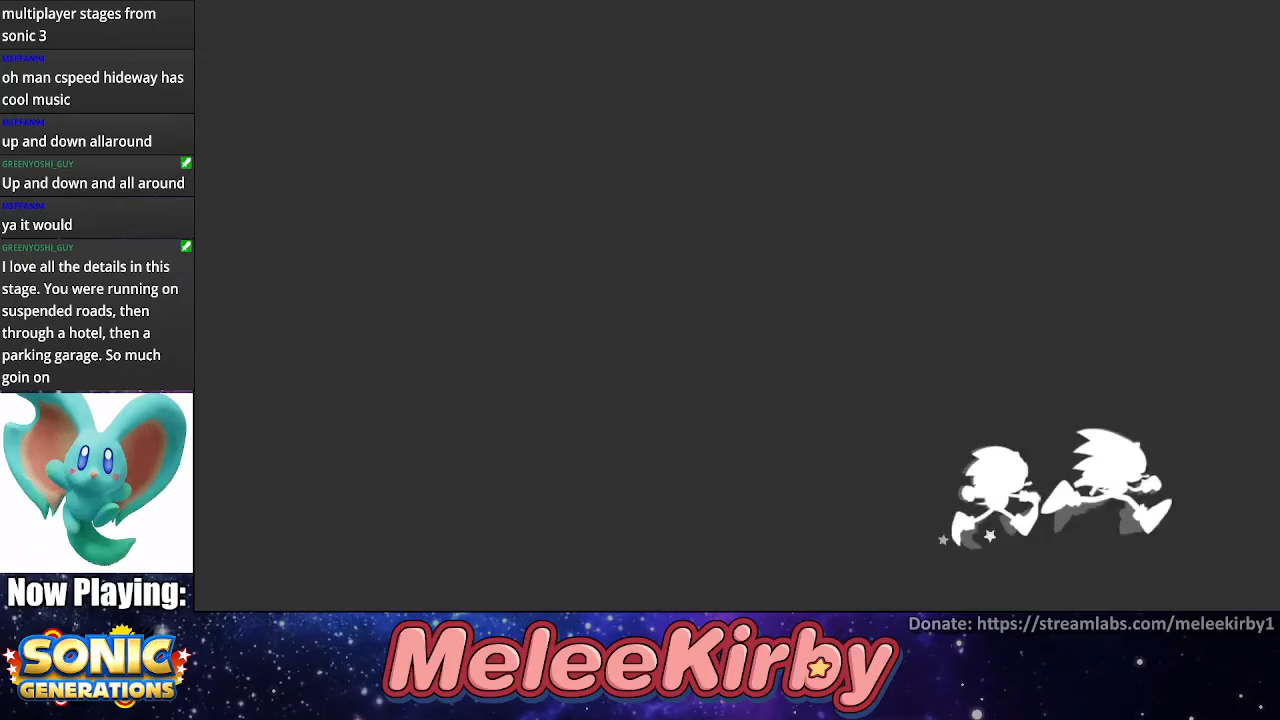 multiplayer stages from
sonic 3
MSFFAN94
oh man cspeed hideway has
cool music
MSFFAN94
up and down allaround
GREENYOSHI_GUY
Up and down and all around
MSFFAN94
ya it would
GREENYOSHI_GUY
I love all the details in this
stage. You were running on
suspended roads, then
through a hotel, then a
parking garage. So much
goin on
Now Playing:
SONIC
GENERATIONS
MeleeKirby
Donate: https://streamlabs.com/meleekirby1